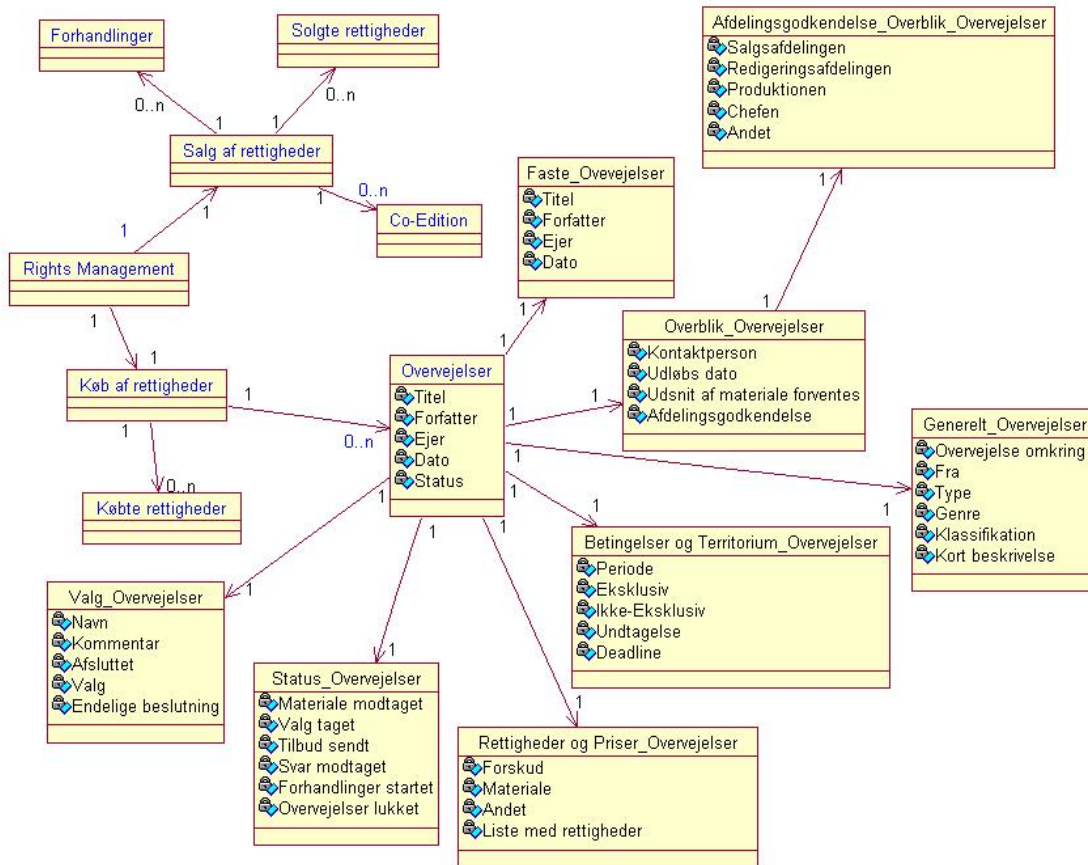 Forhandlinger
0..n
1
Solgte rettigheder
0..n
1
Salg af rettigheder
1
1
0..n
Co-Edition
1
Rights Management
1
1
Køb af rettigheder
1
1
0..n
Købte rettigheder
0..n
Overvejelser
Titel
Forfatter
Ejer
Dato
Status
1
1
1
1
1
1
1
Faste_Ovevejelser
Titel
Forfatter
Ejer
Dato
1
Afdelingsgodkendelse_Overblik_Overvejelser
Salgsafdelingen
Redigeringsafdelingen
Produktionen
Chefen
Andet
1
1
Overblik_Overvejelser
Kontaktperson
Udløbs dato
Udsnit af materiale forventes
Afdelingsgodkendelse
1
Generelt_Overvejelser
Overvejelse omkring
Fra
Type
Genre
Klassifikation
Kort beskrivelse
1
Betingelser og Territorium_Overvejelser
Periode
Eksklusiv
Ikke-Eksklusiv
Undtagelse
Deadline
1
Valg_Overvejelser
Navn
Kommentar
Afsluttet
Valg
Endelige beslutning
1
Status_Overvejelser
Materiale modtaget
Valg taget
Tilbud sendt
Svar modtaget
Forhandlinger startet
Overvejelser lukket
1
Rettigheder og Priser_Overvejelser
Forskud
Materiale
Andet
Liste med rettigheder
1